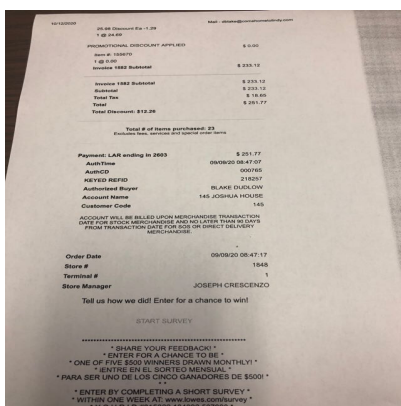 10/12/2020
25.88 Discount Ea -1.29
1 @ 24.59
PROMOTIONAL DISCOUNT APPLIED $ 0.00
Item #: 155670
1 @ 0.00
Invoice 1582 Subtotal $ 233.12
Invoice 1582 Subtotal $ 233.12
Subtotal $ 233.12
Total Tax $ 18.65
Total $ 251.77
Total Discount: $12.26
Total # of items purchased: 23
Excludes fees, services and special order items
Payment: LAR ending in 2603 $ 251.77
AuthTime 09/09/20 08:47:07
AuthCD 000765
KEYED REFID 218257
Authorized Buyer BLAKE DUDLOW
Account Name 145 JOSHUA HOUSE
Customer Code 145
ACCOUNT WILL BE BILLED UPON MERCHANDISE TRANSACTION
DATE FOR STOCK MERCHANDISE AND NO LATER THAN 90 DAYS
FROM TRANSACTION DATE FOR SOS OR DIRECT DELIVERY
MERCHANDISE.
Order Date 09/09/20 08:47:17
Store # 1848
Terminal # 1
Store Manager JOSEPH CRESCENZO
Tell us how we did! Enter for a chance to win!
START SURVEY
* SHARE YOUR FEEDBACK! *
* ENTER FOR A CHANCE TO BE *
* ONE OF FIVE $500 WINNERS DRAWN MONTHLY! *
* ¡ENTRE EN EL SORTEO MENSUAL *
* PARA SER UNO DE LOS CINCO GANADORES DE $500! *
* *
* ENTER BY COMPLETING A SHORT SURVEY *
* WITHIN ONE WEEK AT: www.lowes.com/survey *